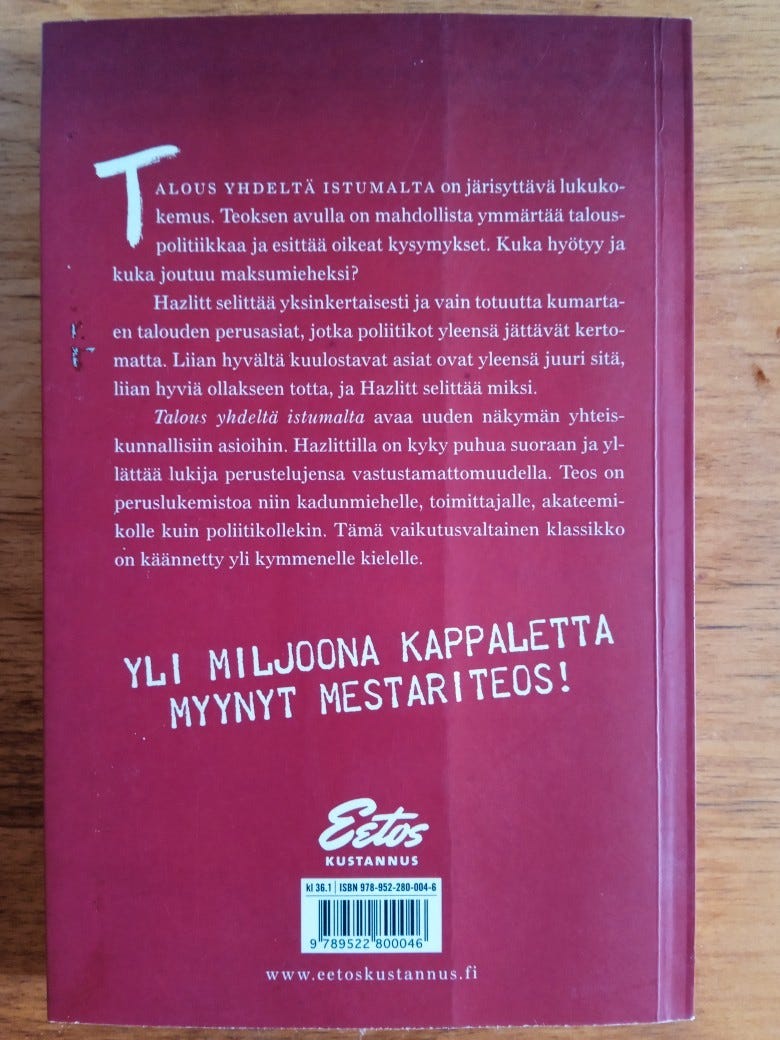 TALOUS YHDELTÄ ISTUMALTA on järisyttävä lukuko-
kemus. Teoksen avulla on mahdollista ymmärtää talous-
politiikkaa ja esittää oikeat kysymykset. Kuka hyötyy ja
kuka joutuu maksumieheksi?
Hazlitt selittää yksinkertaisesti ja vain totuutta kumarta-
en talouden perusasiat, jotka poliitikot yleensä jättävät kerto-
matta. Liian hyvältä kuulostavat asiat ovat yleensä juuri sitä,
liian hyviä ollakseen totta, ja Hazlitt selittää miksi.
Talous yhdeltä istumalta avaa uuden näkymän yhteis-
kunnallisiin asioihin. Hazlittilla on kyky puhua suoraan ja yl-
lättää lukija perustelujensa vastustamattomuudella. Teos on
peruslukemistoa niin kadunmiehelle, toimittajalle, akateemi-
kolle kuin poliitikollekin. Tämä vaikutusvaltainen klassikko
on käännetty yli kymmenelle kielelle.
YLI MILJOONA KAPPALETTA
MYYNYT MESTARITEOS!
Eetos
KUSTANNUS
kl 36.1 | ISBN 978-952-280-004-6
9 789522 800046
www.eetoskustannus.fi